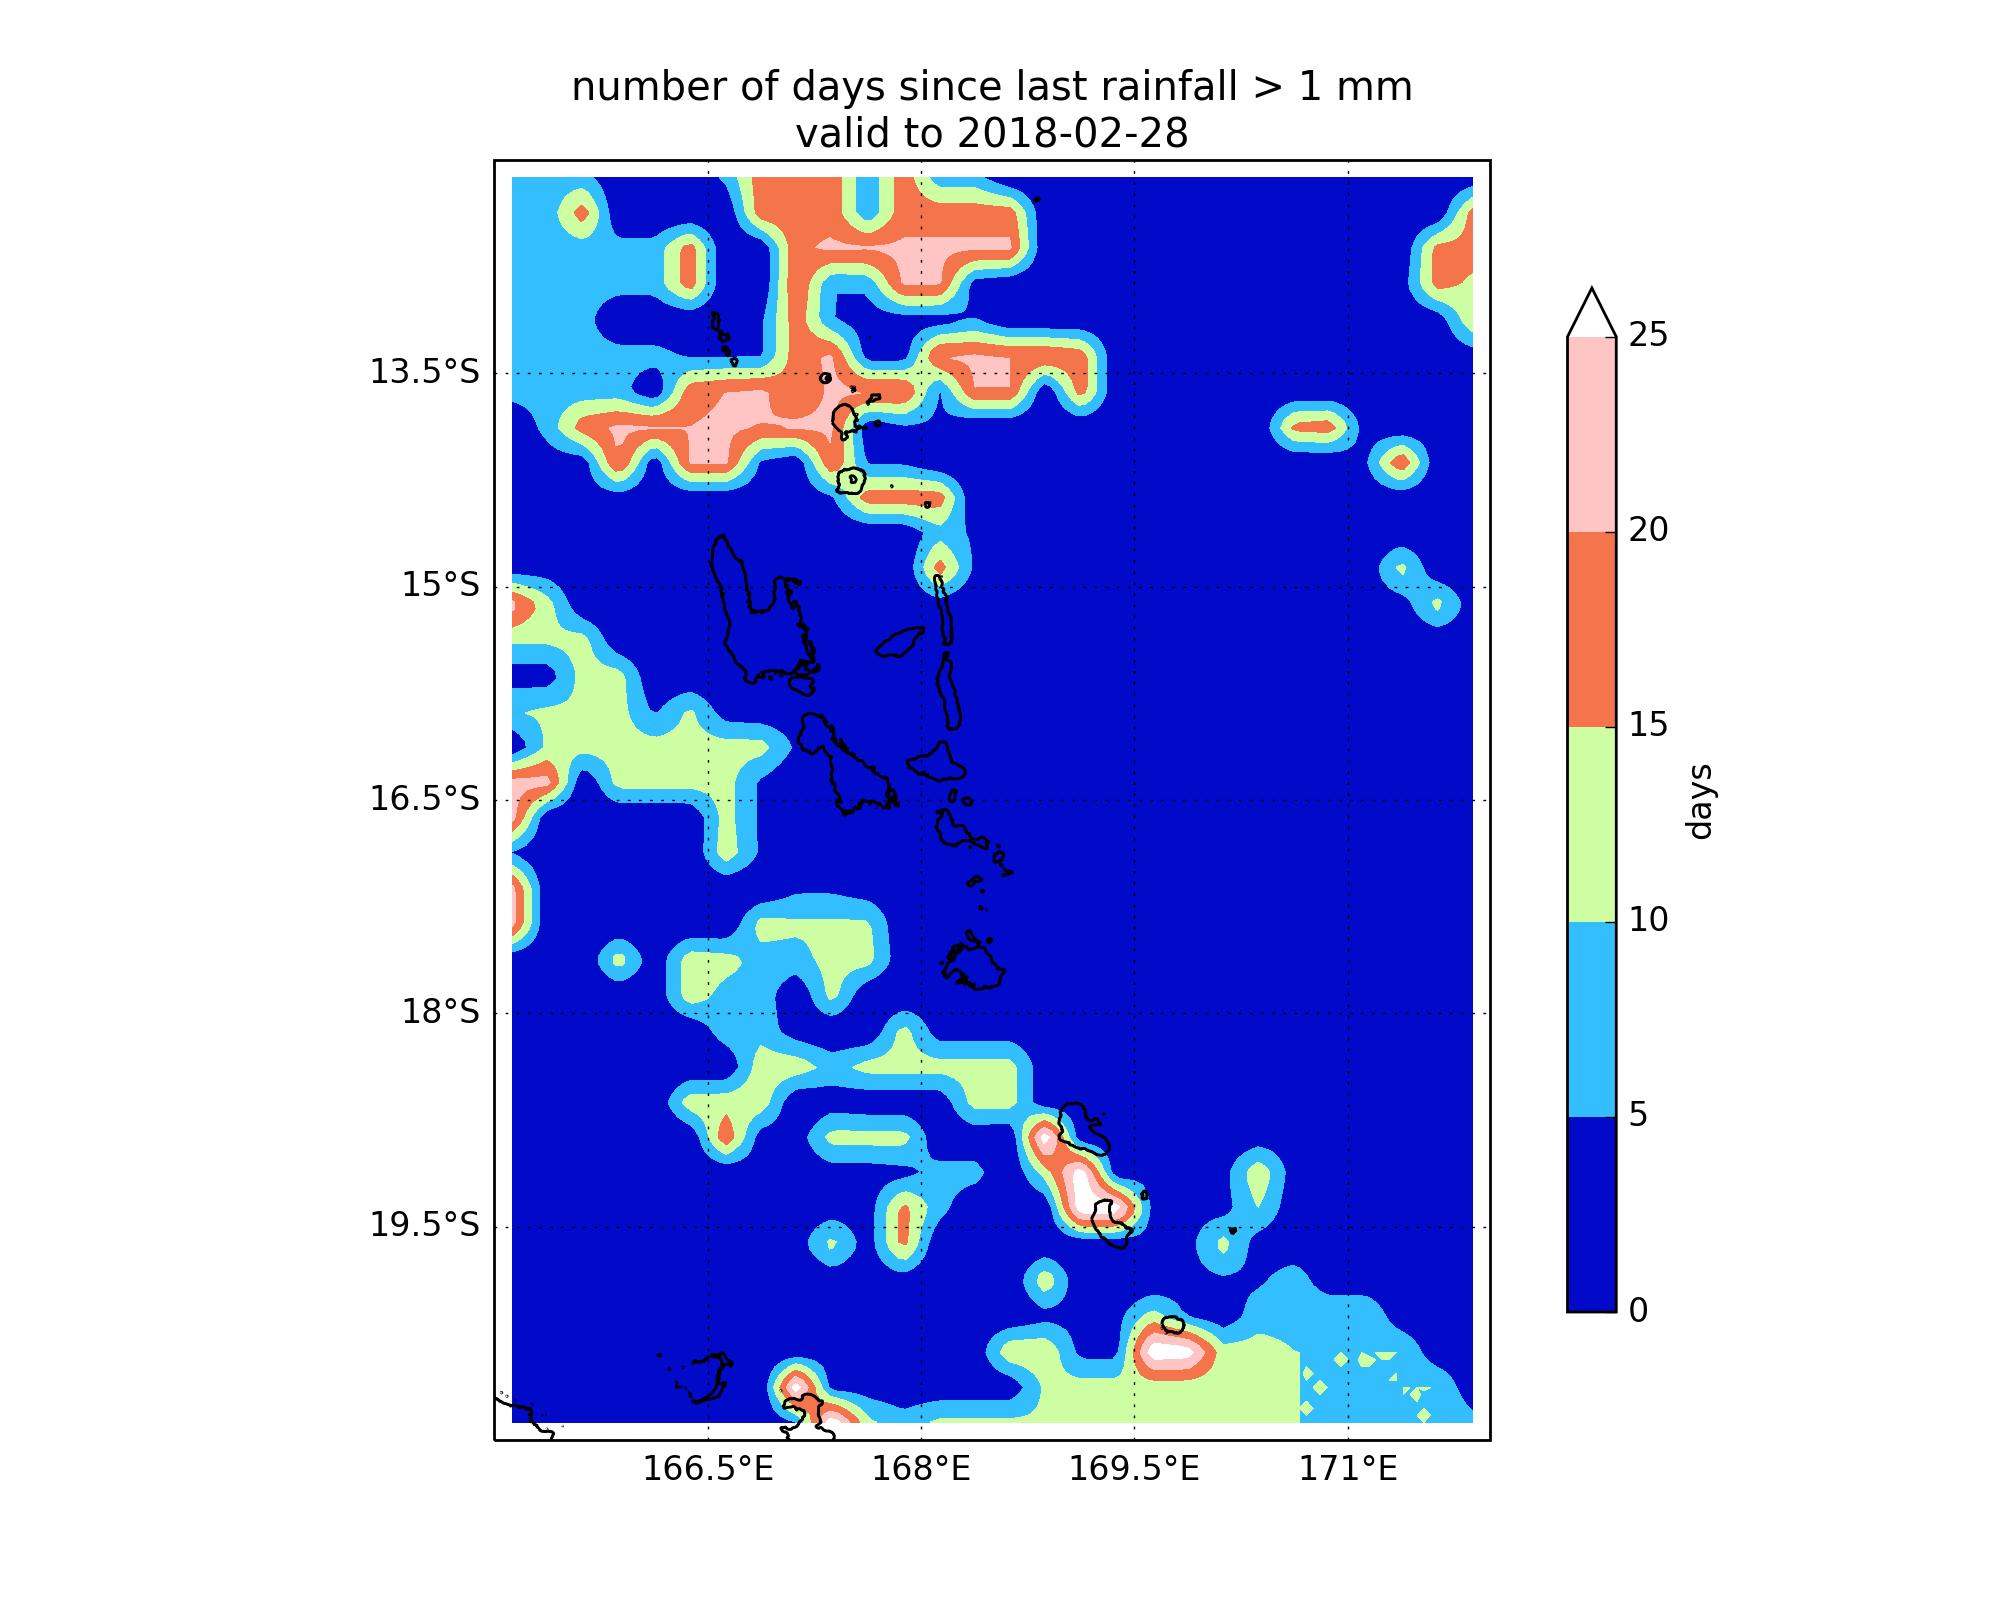 number of days since last rainfall > 1 mm
valid to 2018-02-28
13.5°S
15°S
16.5°S
18°S
19.5°S
166.5°E
168°E
169.5°E
171°E
25
20
15
10
5
0
days